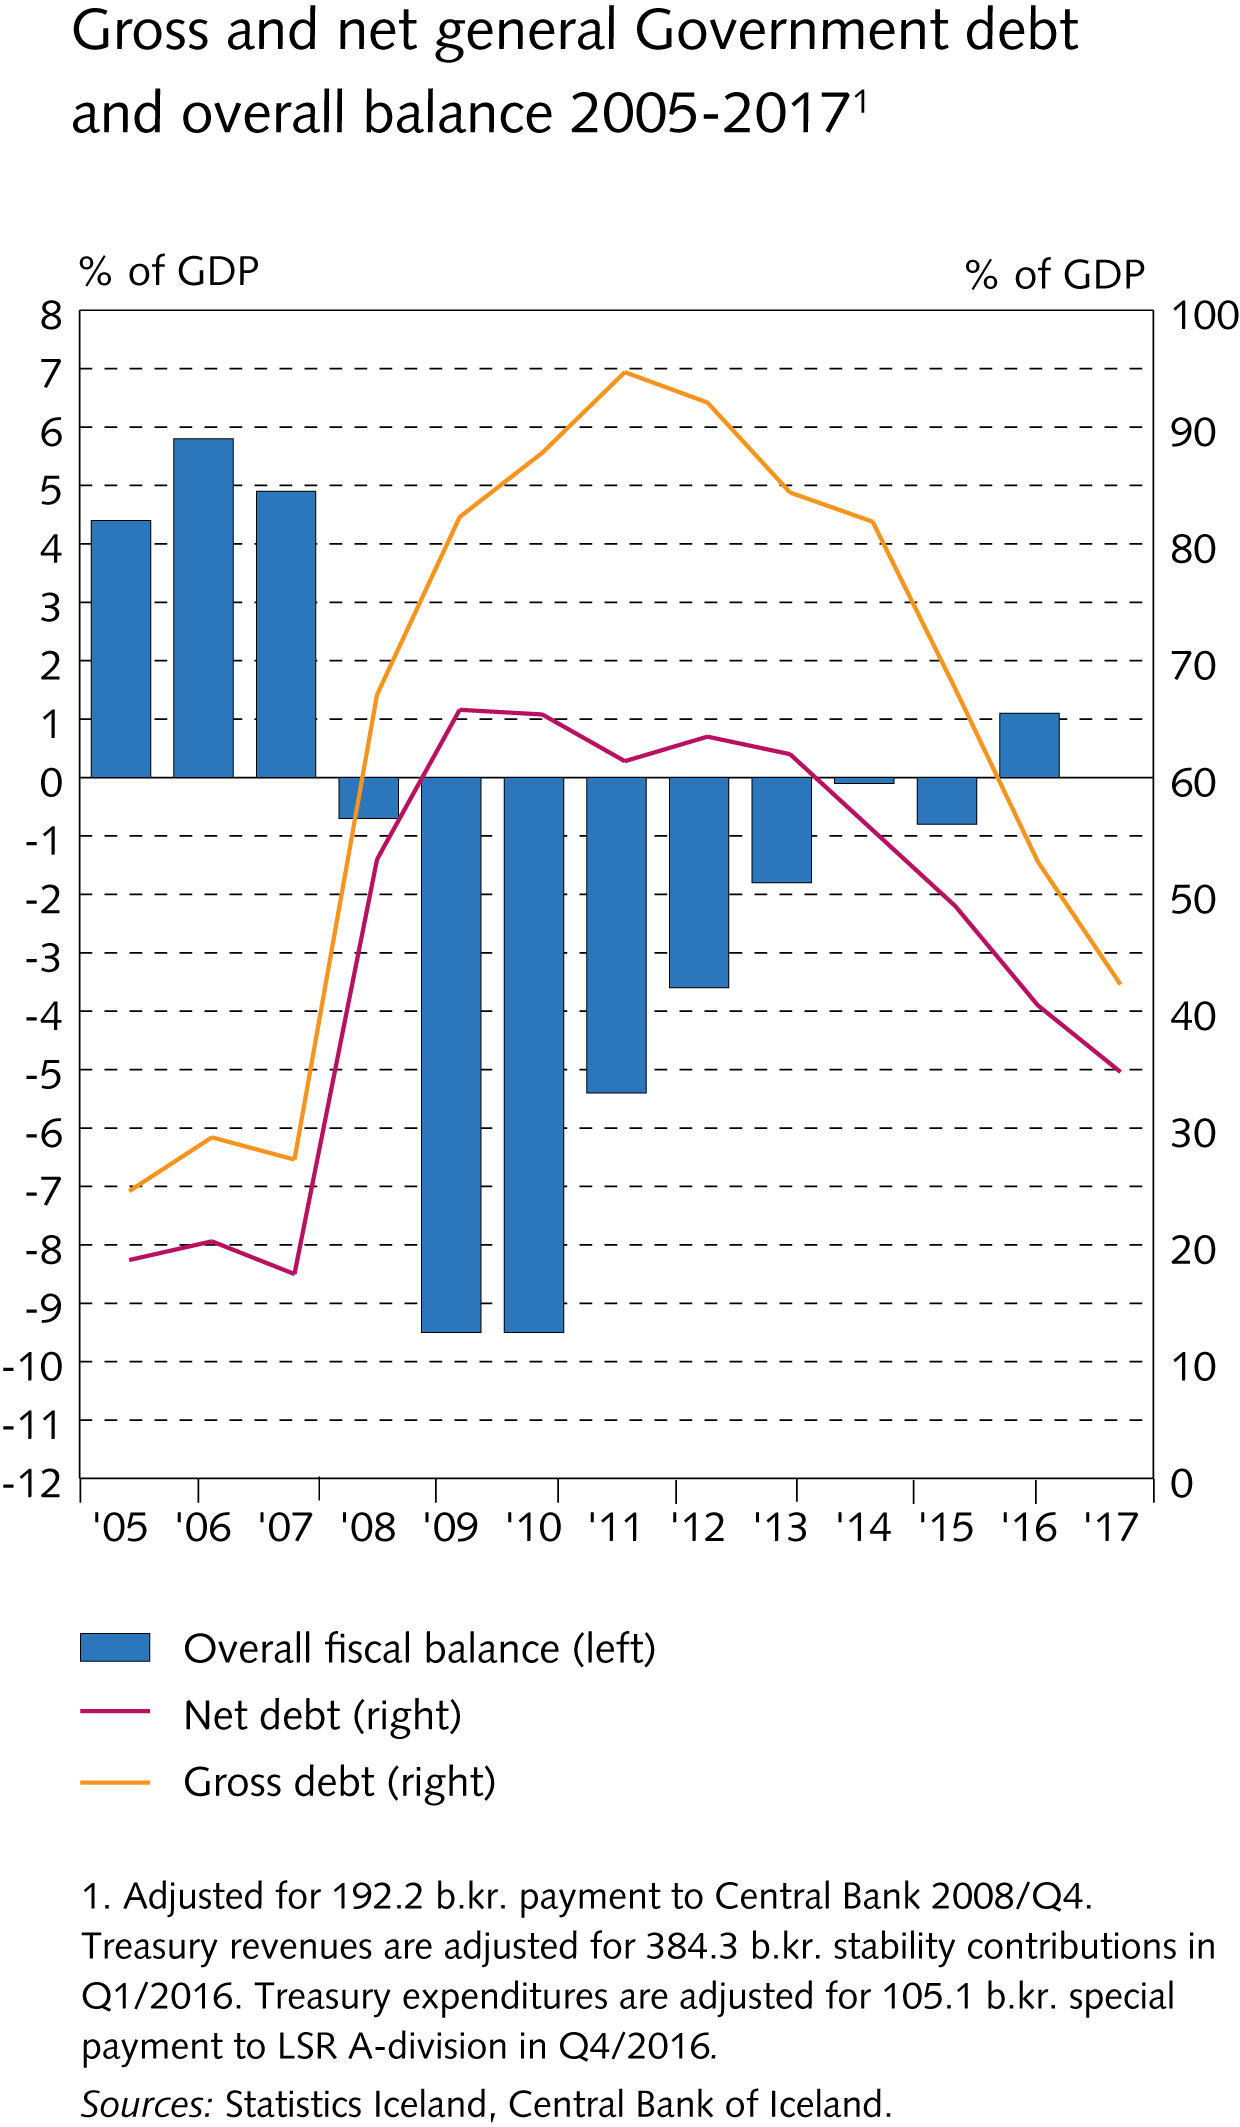 Gross and net general Government debt
and overall balance 2005-2017¹
% of GDP
% of GDP
8
7
6
5
4
3
2
1
0
-1
-2
-3
-4
-5
-6
-7
-8
-9
-10
-11
-12
100
90
80
70
60
50
40
30
20
10
0
'05 '06 '07 '08 '09 '10 '11 '12 '13 '14 '15 '16 '17
Overall fiscal balance (left)
Net debt (right)
Gross debt (right)
1. Adjusted for 192.2 b.kr. payment to Central Bank 2008/Q4.
Treasury revenues are adjusted for 384.3 b.kr. stability contributions in
Q1/2016. Treasury expenditures are adjusted for 105.1 b.kr. special
payment to LSR A-division in Q4/2016.
Sources: Statistics Iceland, Central Bank of Iceland.